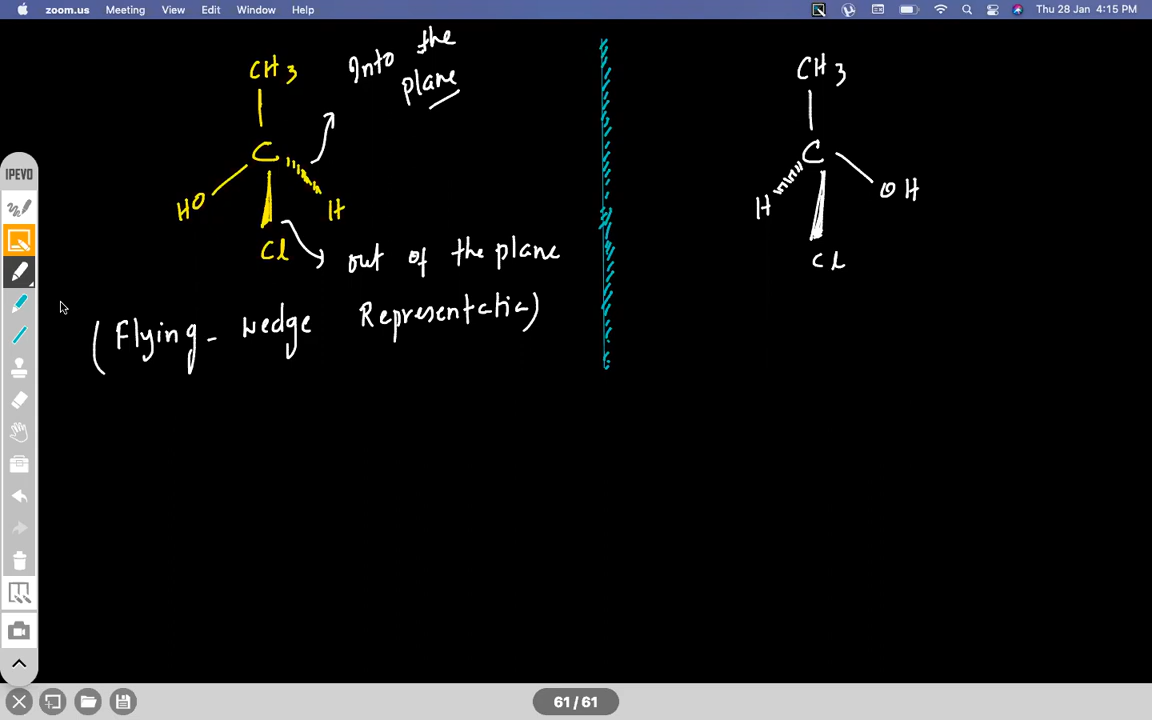 zoom.us Meeting View Edit Window Help Thu 28 Jan 4:15 PM
CH3
Into the
plane
C
HO
H
Cl
out of the plane
(Flying - Wedge Representatic)
CH3
C
H
OH
Cl
IPEVO
61 / 61